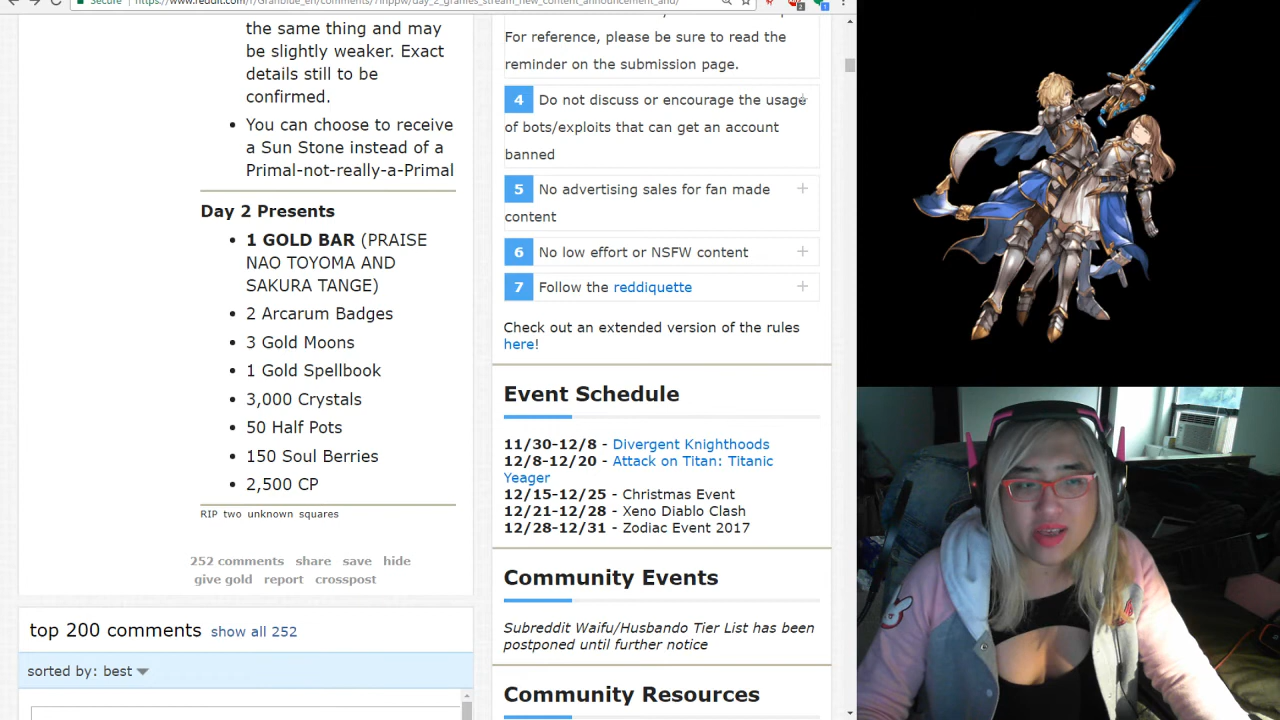 Secure
https://www.reddit.com/r/Granblue_en/comments/
the same thing and may
be slightly weaker. Exact
details still to be
confirmed.
You can choose to receive
a Sun Stone instead of a
Primal-not-really-a-Primal
Day 2 Presents
1 GOLD BAR (PRAISE
NAO TOYOMA AND
SAKURA TANGE)
2 Arcarum Badges
3 Gold Moons
1 Gold Spellbook
3,000 Crystals
50 Half Pots
150 Soul Berries
2,500 CP
RIP two unknown squares
252 comments share save hide
give gold report crosspost
top 200 comments show all 252
sorted by: best
For reference, please be sure to read the
reminder on the submission page.
4 Do not discuss or encourage the usage
of bots/exploits that can get an account
banned
5 No advertising sales for fan made
content
6 No low effort or NSFW content
7 Follow the reddiquette
Check out an extended version of the rules
here!
Event Schedule
11/30-12/8 - Divergent Knighthoods
12/8-12/20 - Attack on Titan: Titanic
Yeager
12/15-12/25 - Christmas Event
12/21-12/28 - Xeno Diablo Clash
12/28-12/31 - Zodiac Event 2017
Community Events
Subreddit Waifu/Husbando Tier List has been
postponed until further notice
Community Resources